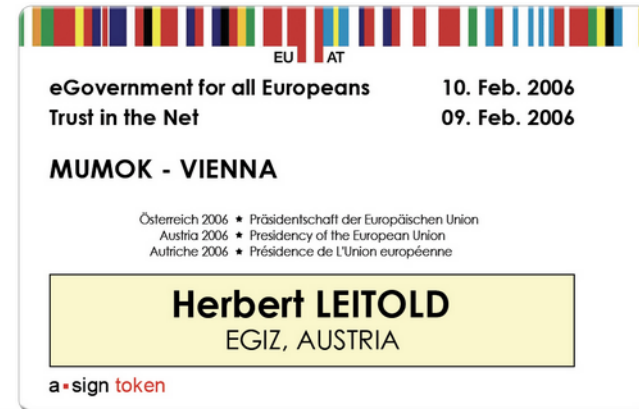 EU AT
eGovernment for all Europeans 10. Feb. 2006
Trust in the Net 09. Feb. 2006
MUMOK - VIENNA
Österreich 2006 ★ Präsidentschaft der Europäischen Union
Austria 2006 ★ Presidency of the European Union
Autriche 2006 ★ Présidence de L'Union européenne
Herbert LEITOLD
EGIZ, AUSTRIA
a▪sign token